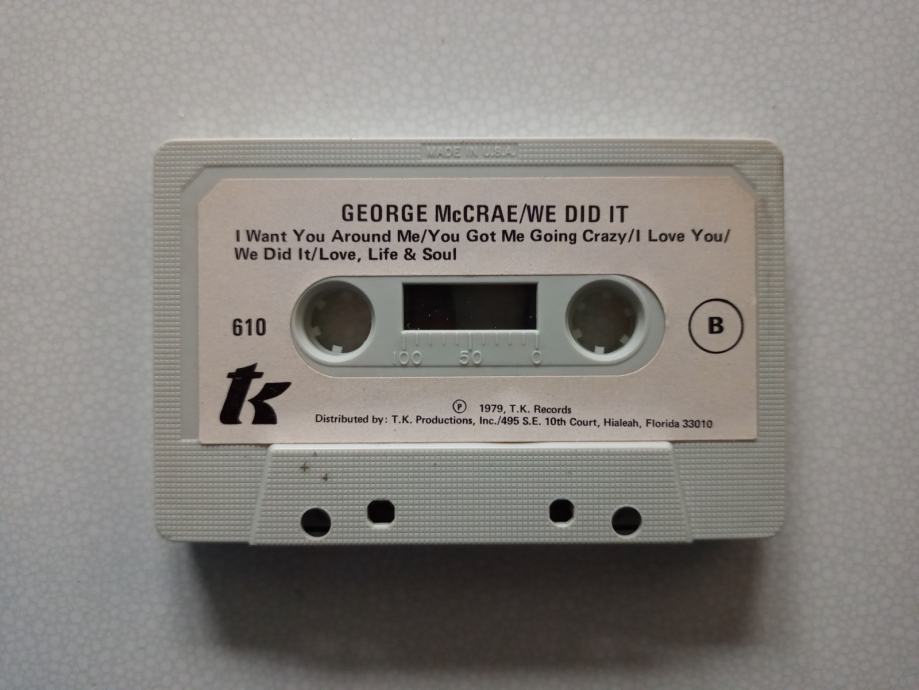 MADE IN U.S.A.
GEORGE McCRAE/WE DID IT
I Want You Around Me/You Got Me Going Crazy/I Love You/
We Did It/Love, Life & Soul
610
B
100 50 0
tk
Ⓟ 1979, T.K. Records
Distributed by: T.K. Productions, Inc./495 S.E. 10th Court, Hialeah, Florida 33010